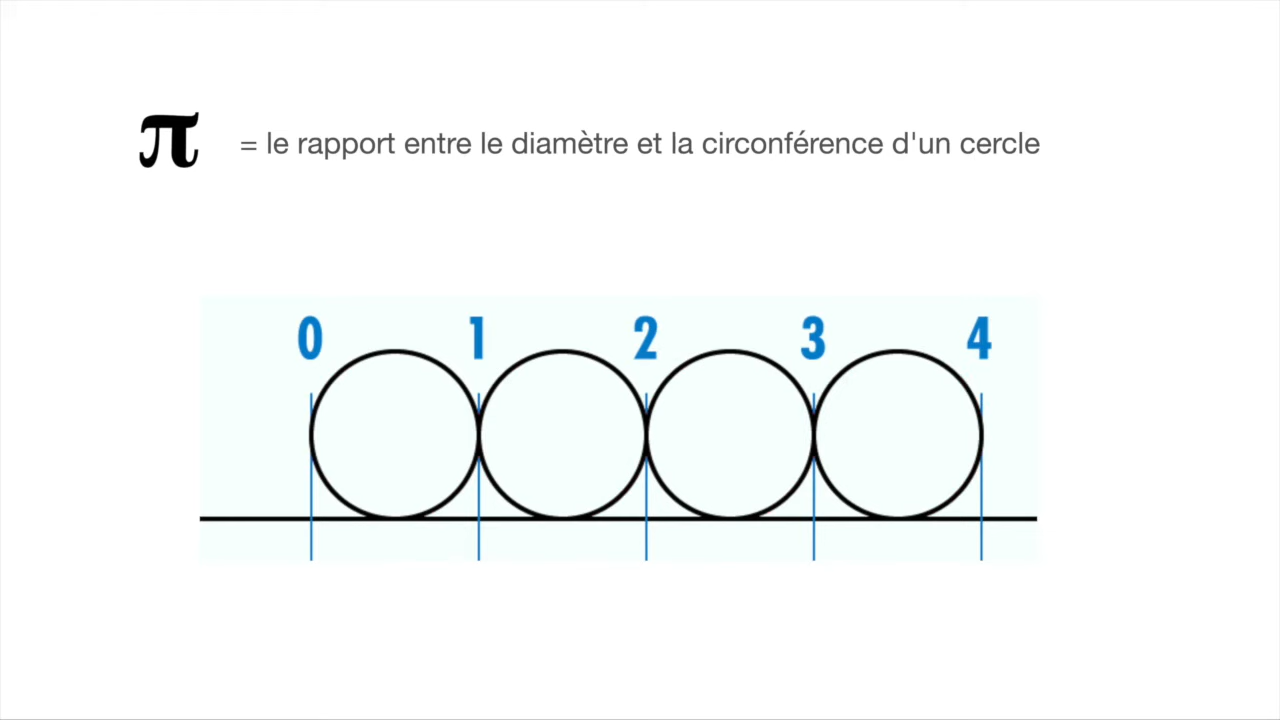 π = le rapport entre le diamètre et la circonférence d'un cercle
0 1 2 3 4